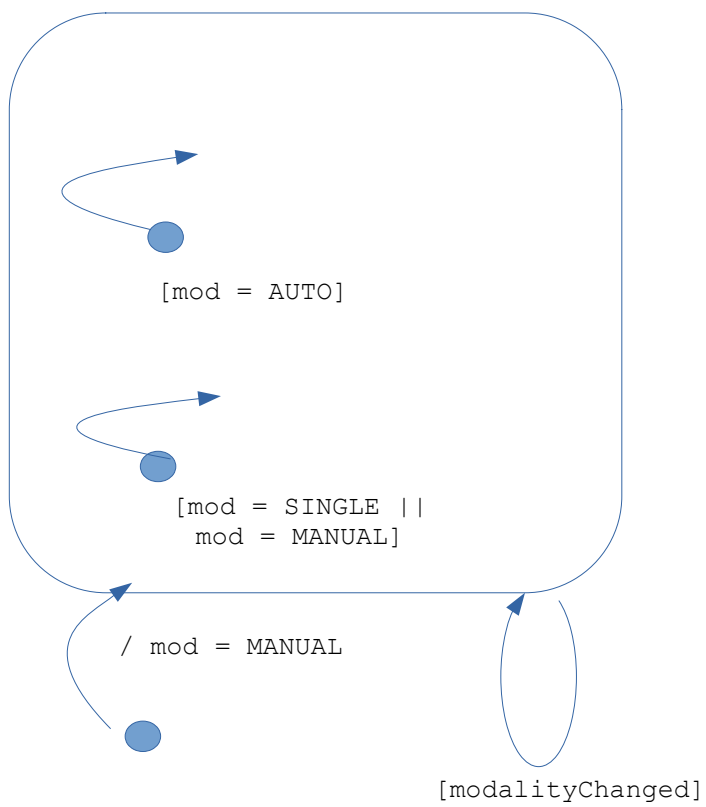 [mod = AUTO]
[mod = SINGLE ||
mod = MANUAL]
/ mod = MANUAL
[modalityChanged]